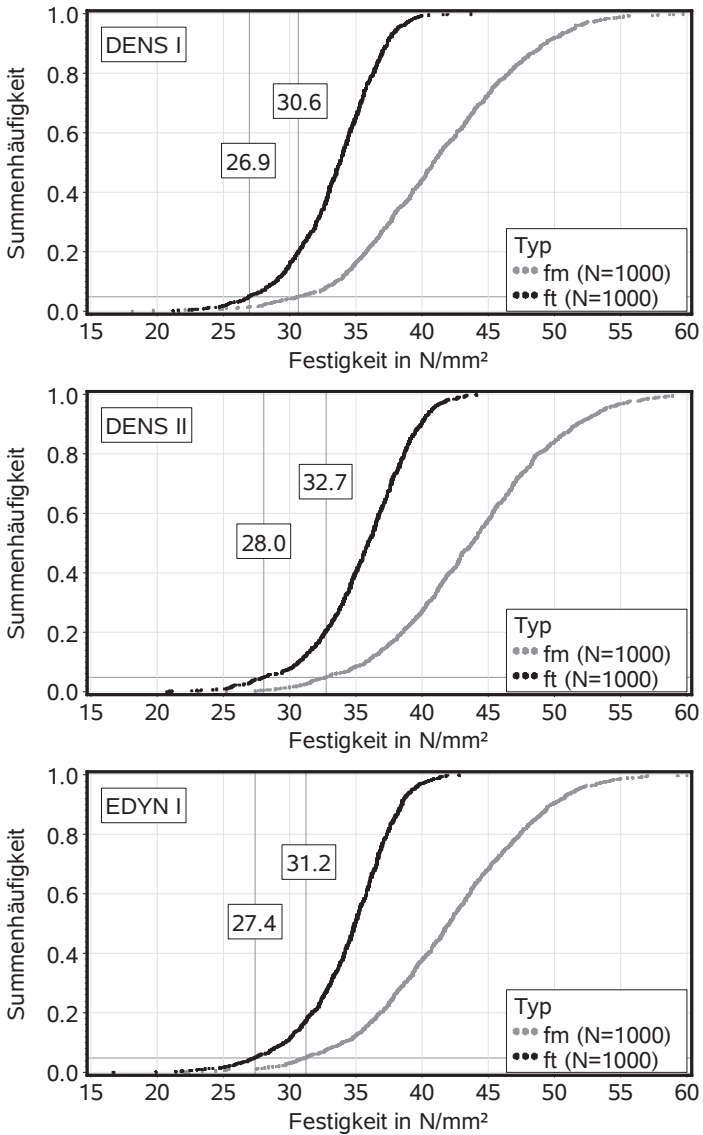 1.0
DENS I
0.8
30.6
0.6
26.9
Summenhäufigkeit
0.4
0.2
Typ
fm (N=1000)
ft (N=1000)
0.0
15 20 25 30 35 40 45 50 55 60
Festigkeit in N/mm²
1.0
DENS II
0.8
32.7
0.6
28.0
Summenhäufigkeit
0.4
0.2
Typ
fm (N=1000)
ft (N=1000)
0.0
15 20 25 30 35 40 45 50 55 60
Festigkeit in N/mm²
1.0
EDYN I
0.8
31.2
0.6
27.4
Summenhäufigkeit
0.4
0.2
Typ
fm (N=1000)
ft (N=1000)
0.0
15 20 25 30 35 40 45 50 55 60
Festigkeit in N/mm²